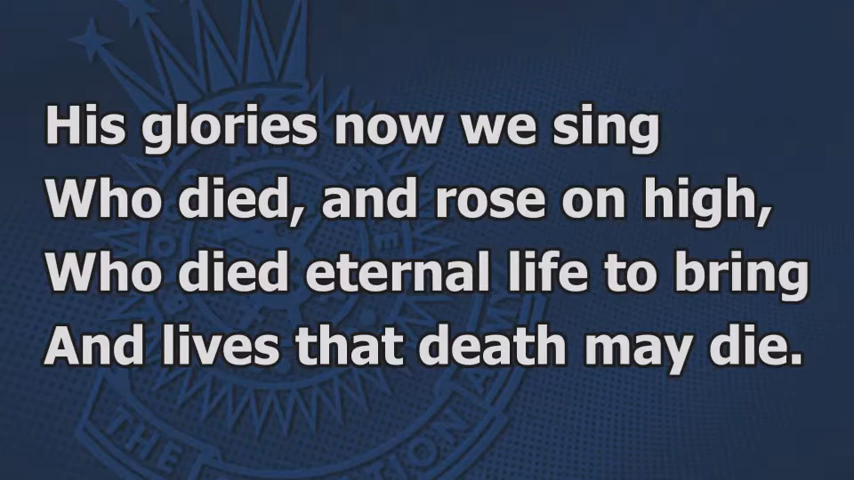 His glories now we sing
Who died, and rose on high,
Who died eternal life to bring
And lives that death may die.
THE